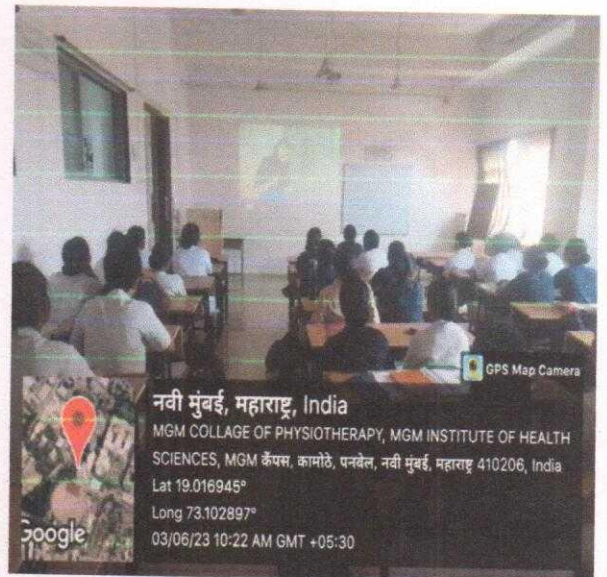 GPS Map Camera
नवी मुंबई, महाराष्ट्र, India
MGM COLLAGE OF PHYSIOTHERAPY, MGM INSTITUTE OF HEALTH
SCIENCES, MGM कॅंपस, कामोठे, पनवेल, नवी मुंबई, महाराष्ट्र 410206, India
Lat 19.016945°
Long 73.102897°
03/06/23 10:22 AM GMT +05:30
Google